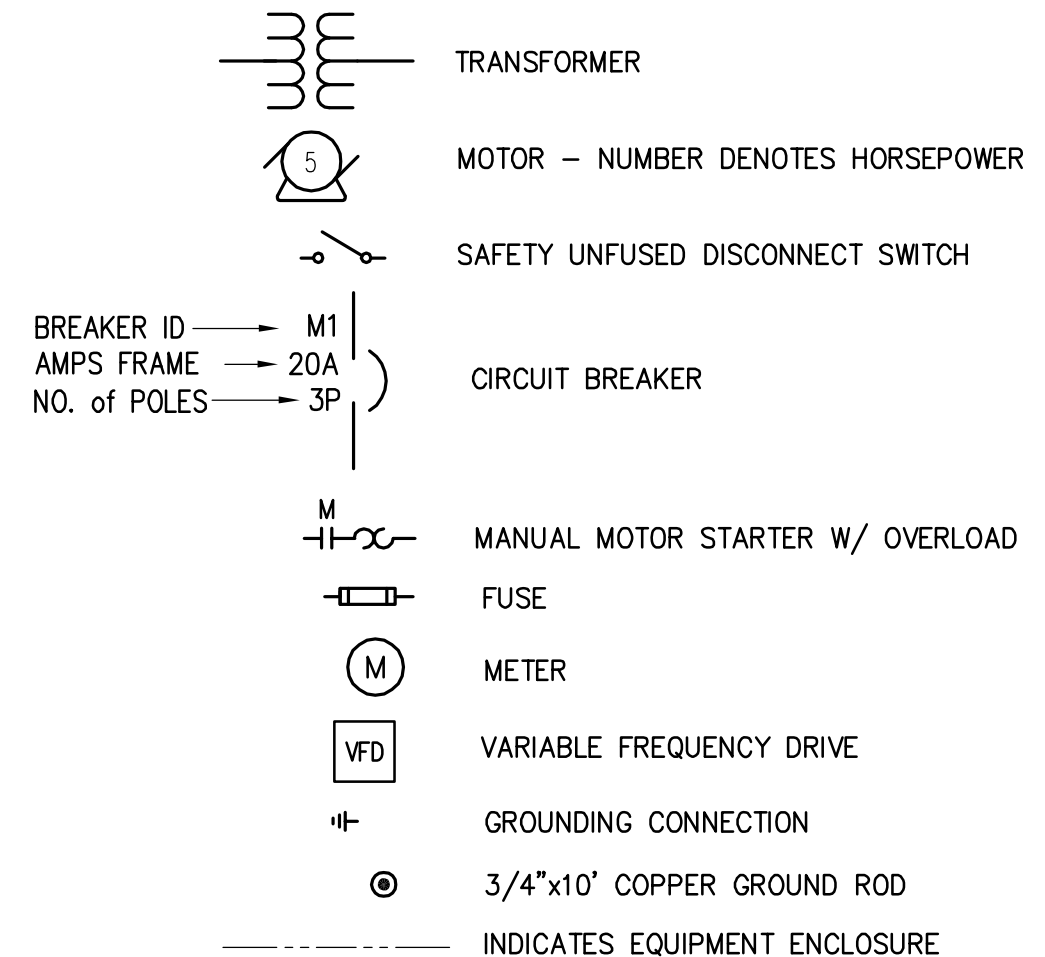 TRANSFORMER
5 MOTOR - NUMBER DENOTES HORSEPOWER
SAFETY UNFUSED DISCONNECT SWITCH
BREAKER ID M1
AMPS FRAME 20A
CIRCUIT BREAKER
NO. of POLES 3P
M
MANUAL MOTOR STARTER W/ OVERLOAD
FUSE
M METER
VFD VARIABLE FREQUENCY DRIVE
GROUNDING CONNECTION
3/4"x10' COPPER GROUND ROD
INDICATES EQUIPMENT ENCLOSURE